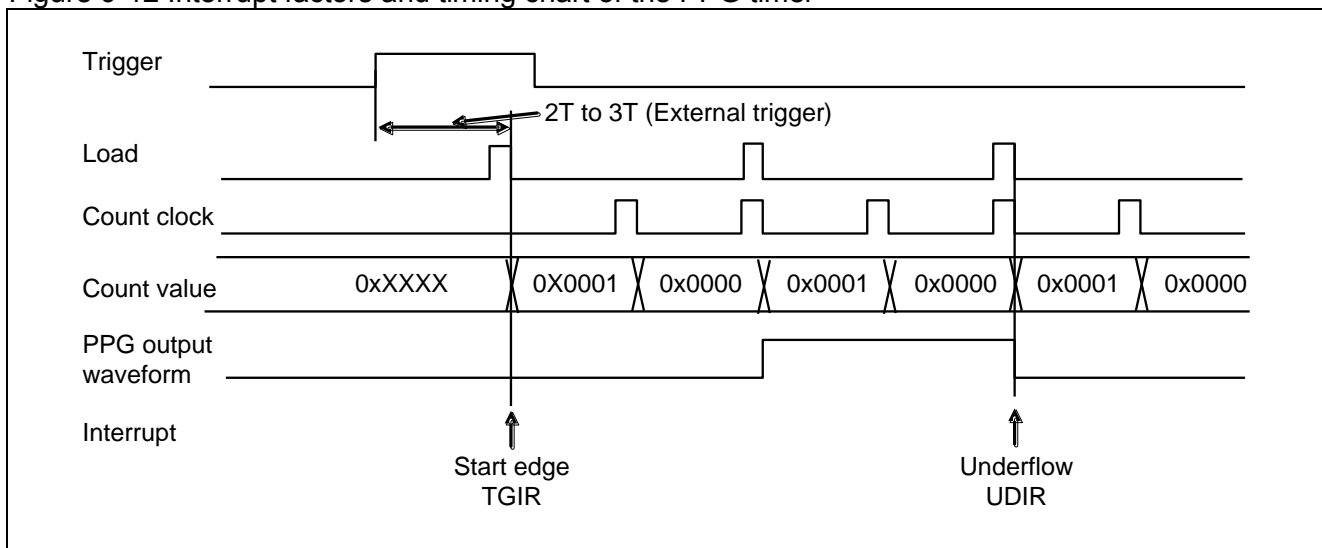 Trigger
2T to 3T (External trigger)
Load
Count clock
Count value
0xXXXX 0X0001 0x0000 0x0001 0x0000 0x0001 0x0000
PPG output
waveform
Interrupt
Start edge
TGIR
Underflow
UDIR